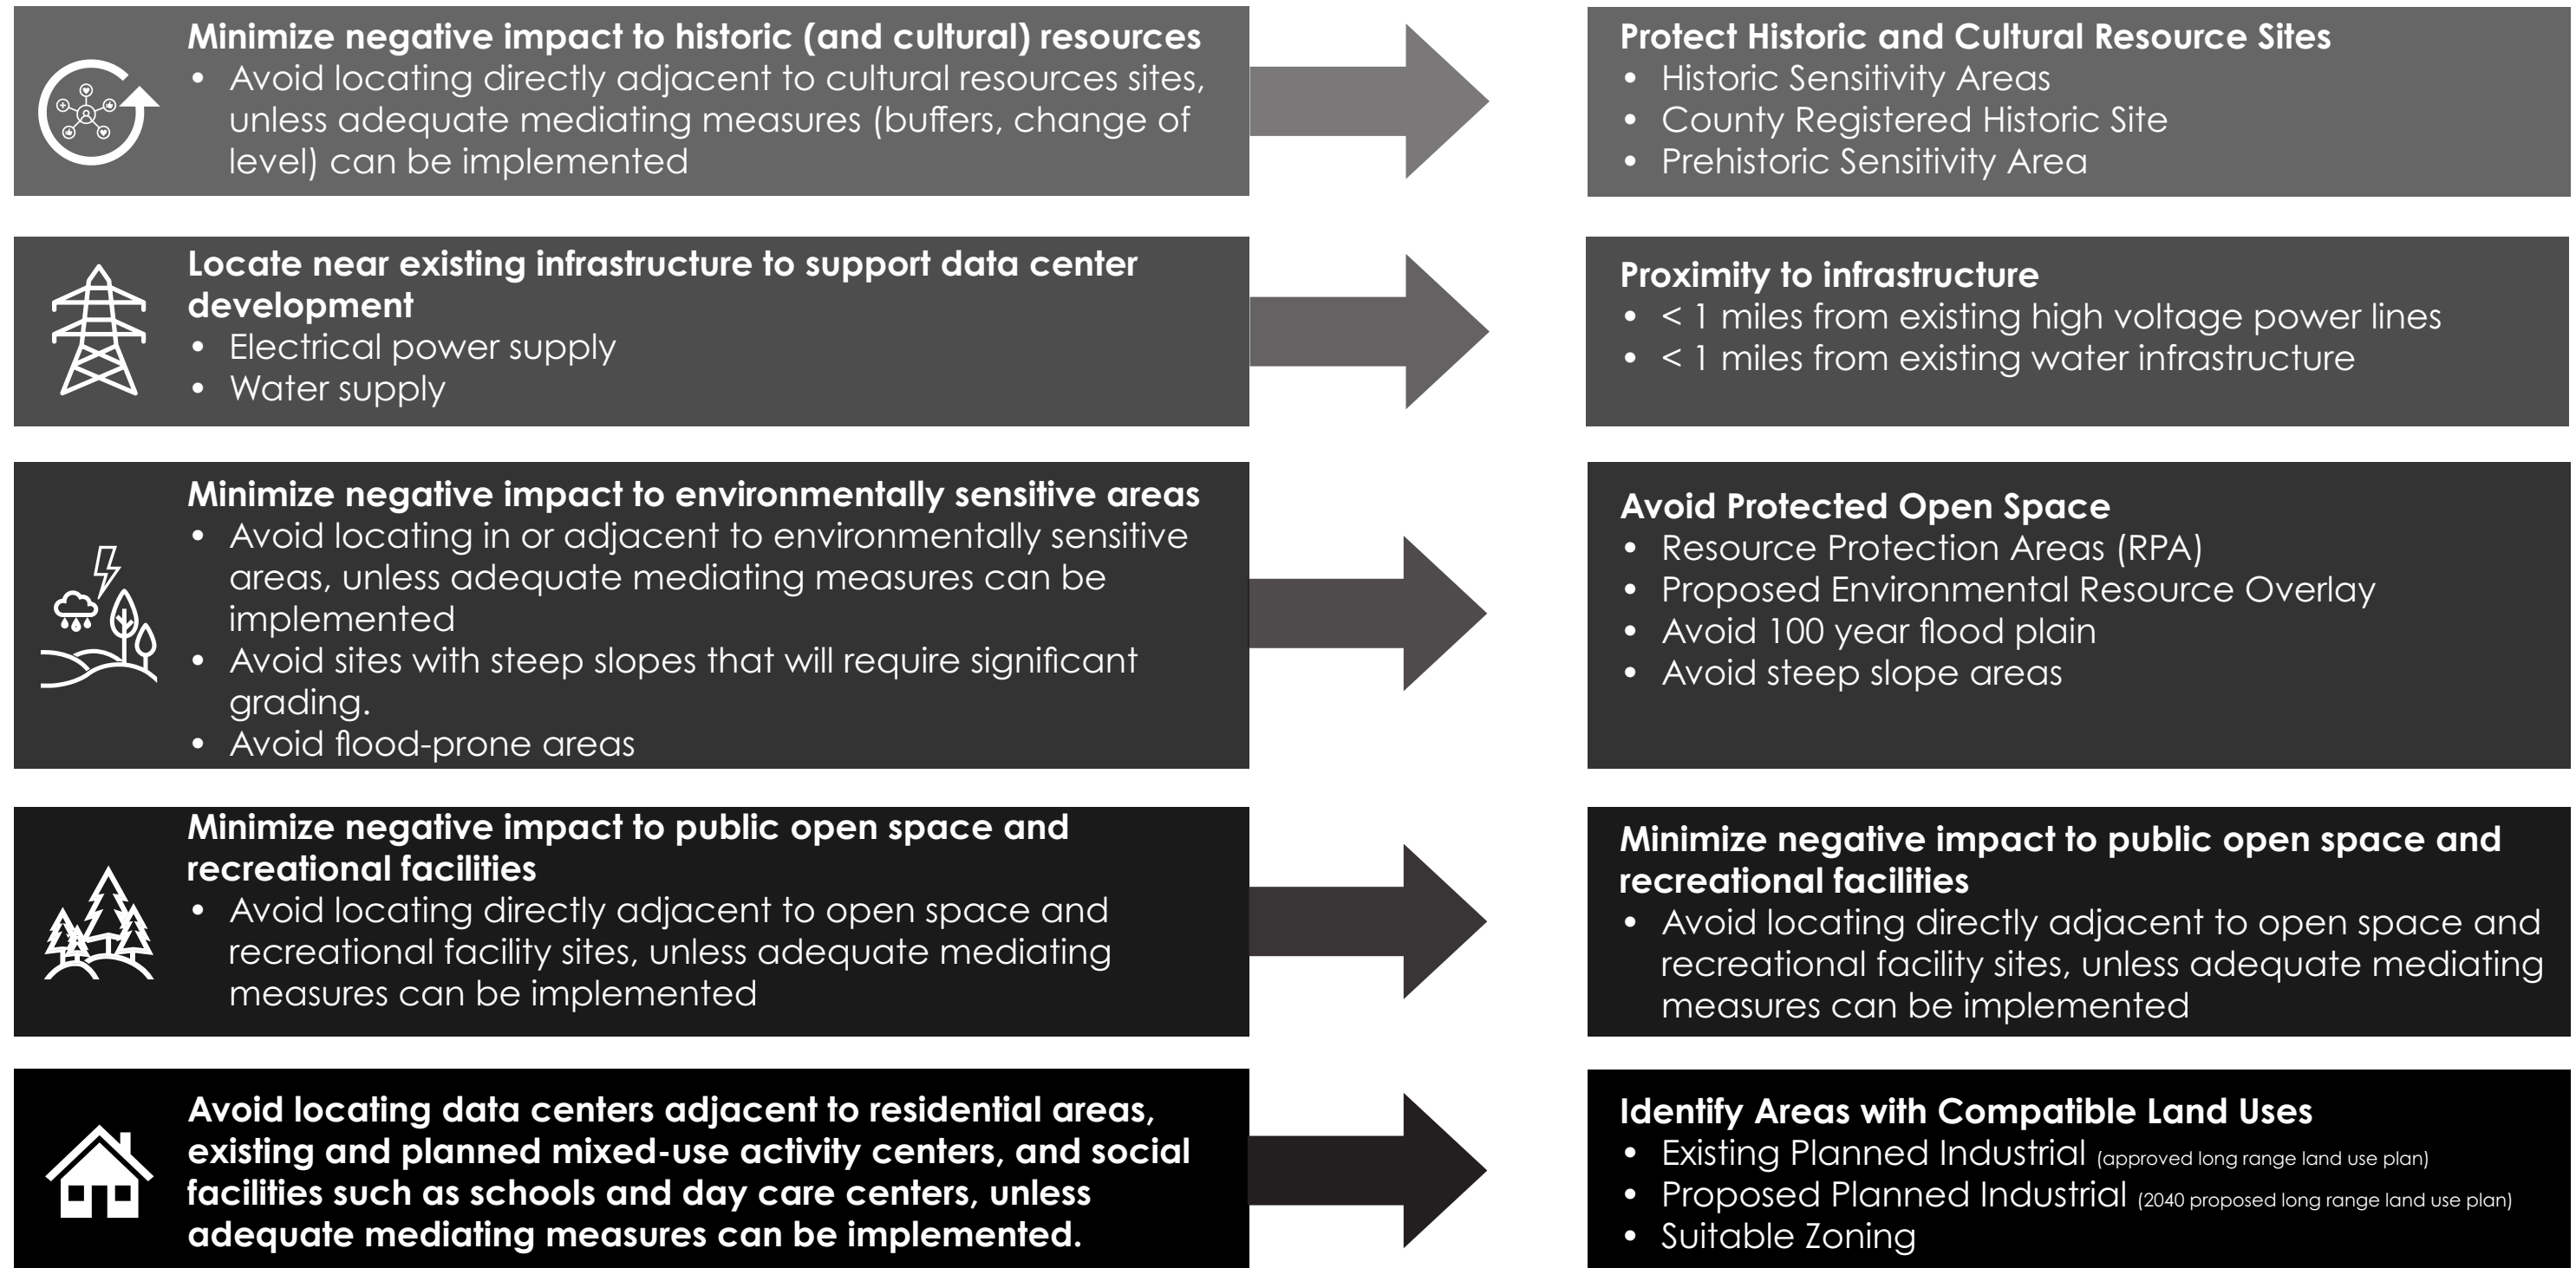 Minimize negative impact to historic (and cultural) resources
• Avoid locating directly adjacent to cultural resources sites,
unless adequate mediating measures (buffers, change of
level) can be implemented
Protect Historic and Cultural Resource Sites
• Historic Sensitivity Areas
• County Registered Historic Site
• Prehistoric Sensitivity Area
Locate near existing infrastructure to support data center
development
• Electrical power supply
• Water supply
Proximity to infrastructure
• < 1 miles from existing high voltage power lines
• < 1 miles from existing water infrastructure
Minimize negative impact to environmentally sensitive areas
• Avoid locating in or adjacent to environmentally sensitive
areas, unless adequate mediating measures can be
implemented
• Avoid sites with steep slopes that will require significant
grading.
• Avoid flood-prone areas
Avoid Protected Open Space
• Resource Protection Areas (RPA)
• Proposed Environmental Resource Overlay
• Avoid 100 year flood plain
• Avoid steep slope areas
Minimize negative impact to public open space and
recreational facilities
• Avoid locating directly adjacent to open space and
recreational facility sites, unless adequate mediating
measures can be implemented
Minimize negative impact to public open space and
recreational facilities
• Avoid locating directly adjacent to open space and
recreational facility sites, unless adequate mediating
measures can be implemented
Avoid locating data centers adjacent to residential areas,
existing and planned mixed-use activity centers, and social
facilities such as schools and day care centers, unless
adequate mediating measures can be implemented.
Identify Areas with Compatible Land Uses
• Existing Planned Industrial (approved long range land use plan)
• Proposed Planned Industrial (2040 proposed long range land use plan)
• Suitable Zoning